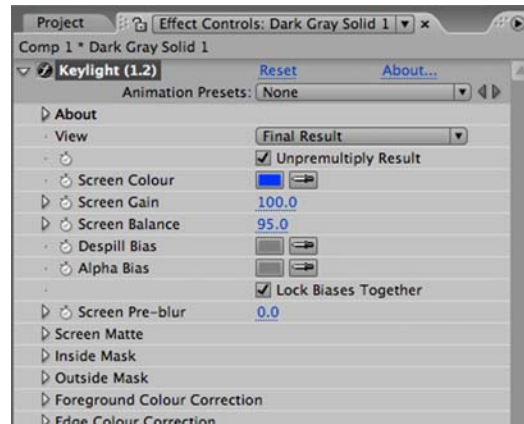 Project Effect Controls: Dark Gray Solid 1
Comp 1 * Dark Gray Solid 1
Keylight (1.2) Reset About...
Animation Presets: None
About
View Final Result
Unpremultiply Result
Screen Colour
Screen Gain 100.0
Screen Balance 95.0
Despill Bias
Alpha Bias
Lock Biases Together
Screen Pre-blur 0.0
Screen Matte
Inside Mask
Outside Mask
Foreground Colour Correction
Edge Colour Correction